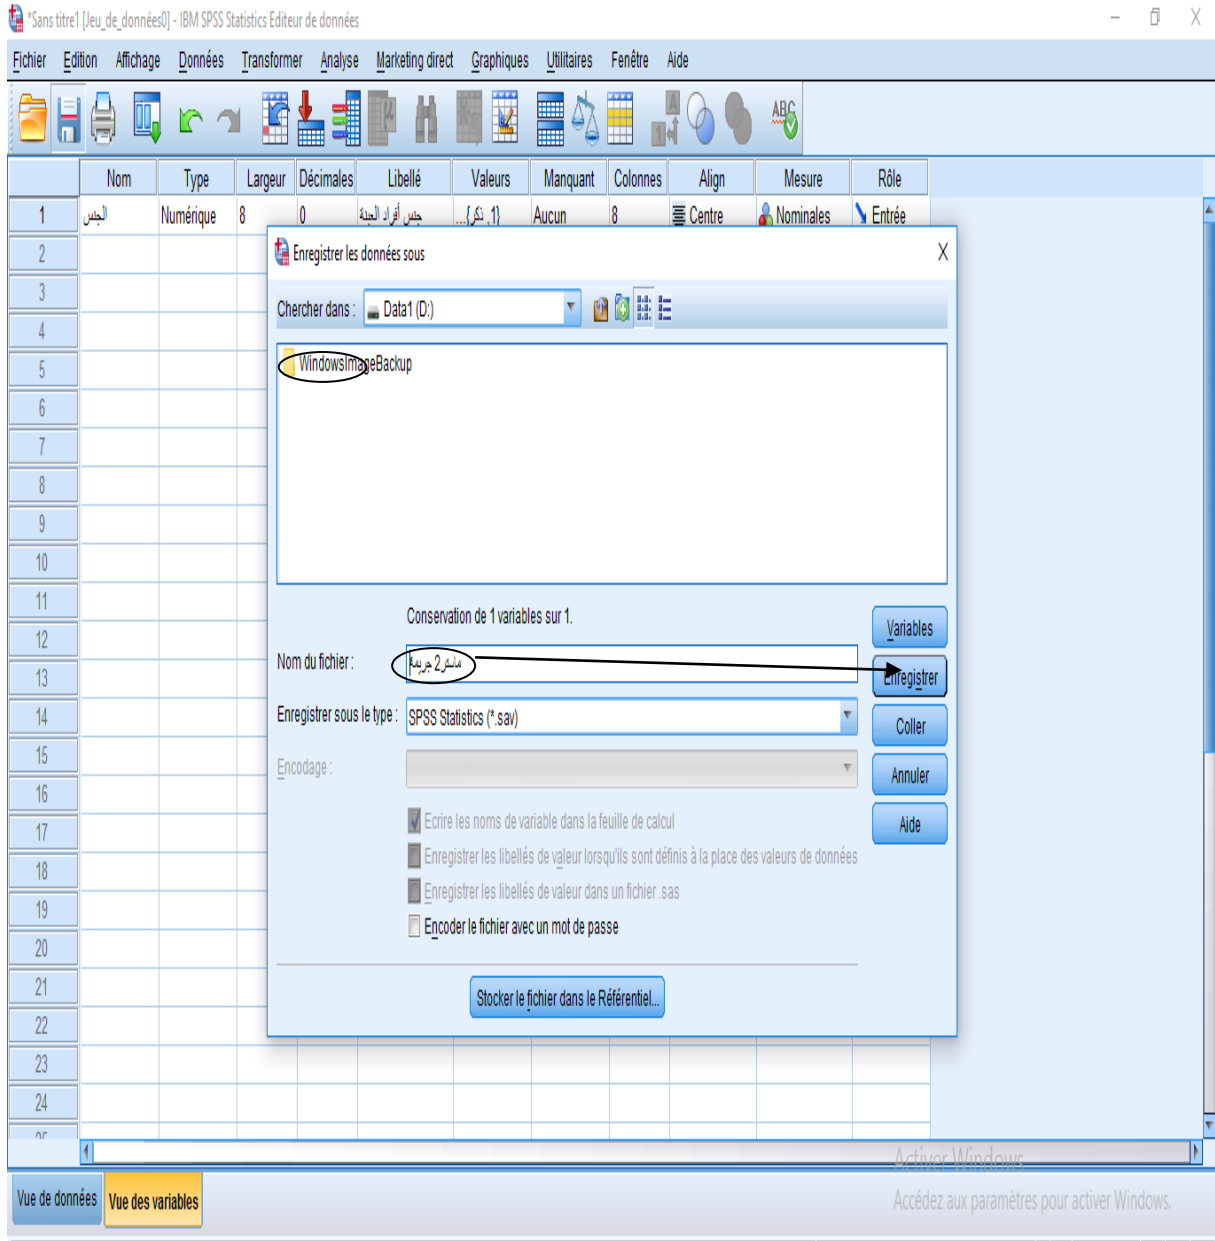 *Sans titre1 [Jeu_de_données0] - IBM SPSS Statistics Editeur de données
Fichier Edition Affichage Données Transformer Analyse Marketing direct Graphiques Utilitaires Fenêtre Aide
Nom Type Largeur Décimales Libellé Valeurs Manquant Colonnes Align Mesure Rôle
1 الجنس Numérique 8 0 جنس أفراد العينة {1, ذكر}... Aucun 8 Centre Nominales Entrée
2
3
4
5
6
7
8
9
10
11
12
13
14
15
16
17
18
19
20
21
22
23
24
25
Enregistrer les données sous
Chercher dans : Data1 (D:)
WindowsImageBackup
Conservation de 1 variables sur 1.
Nom du fichier : ماستر2 جريمة
Enregistrer sous le type : SPSS Statistics (*.sav)
Encodage :
Ecrire les noms de variable dans la feuille de calcul
Enregistrer les libellés de valeur lorsqu'ils sont définis à la place des valeurs de données
Enregistrer les libellés de valeur dans un fichier .sas
Encoder le fichier avec un mot de passe
Variables
Enregistrer
Coller
Annuler
Aide
Stocker le fichier dans le Référentiel...
Activer Windows
Accédez aux paramètres pour activer Windows.
Vue de données Vue des variables